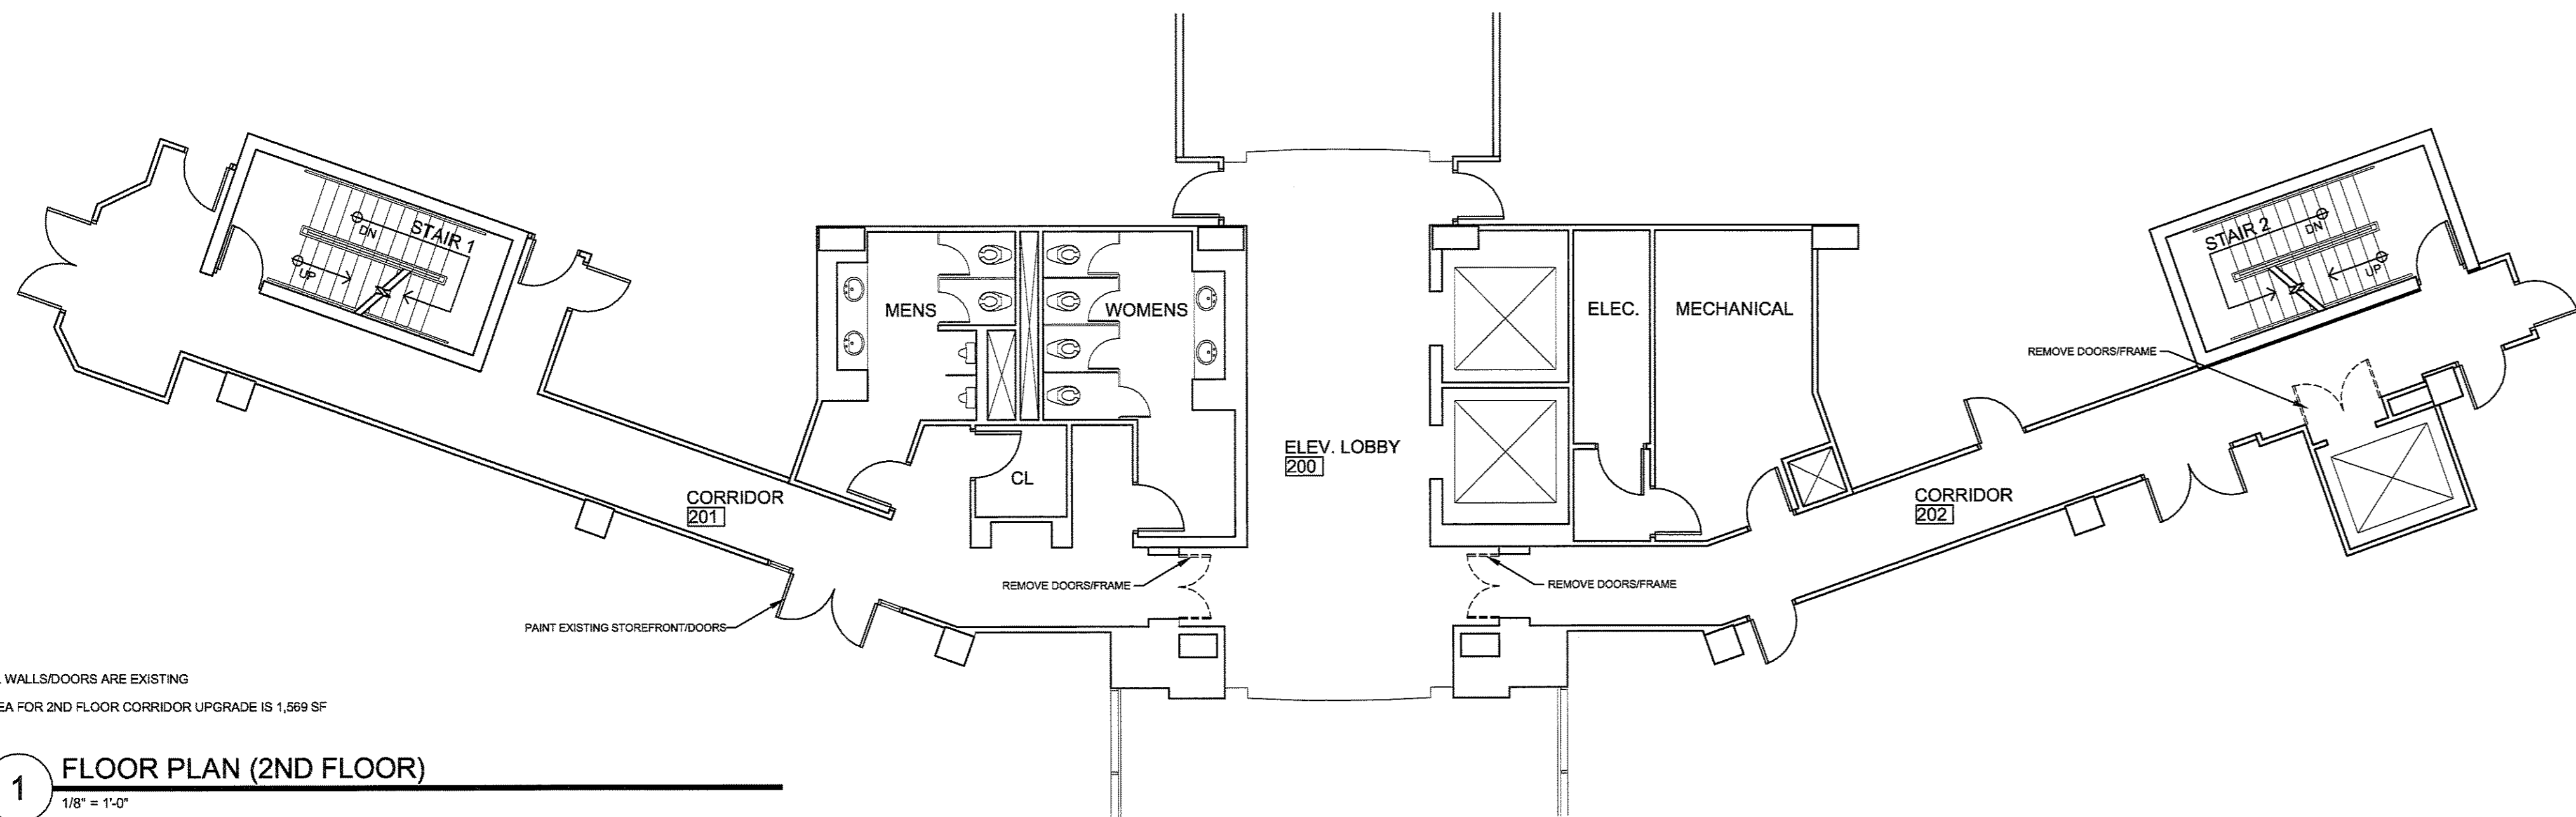 STAIR 1
DN
UP
STAIR 2
DN
UP
MENS
WOMENS
ELEC.
MECHANICAL
REMOVE DOORS/FRAME
ELEV. LOBBY
200
CL
CORRIDOR
201
CORRIDOR
202
REMOVE DOORS/FRAME
REMOVE DOORS/FRAME
PAINT EXISTING STOREFRONT/DOORS
WALLS/DOORS ARE EXISTING
FOR 2ND FLOOR CORRIDOR UPGRADE IS 1,569 SF
1
FLOOR PLAN (2ND FLOOR)
1/8" = 1'-0"